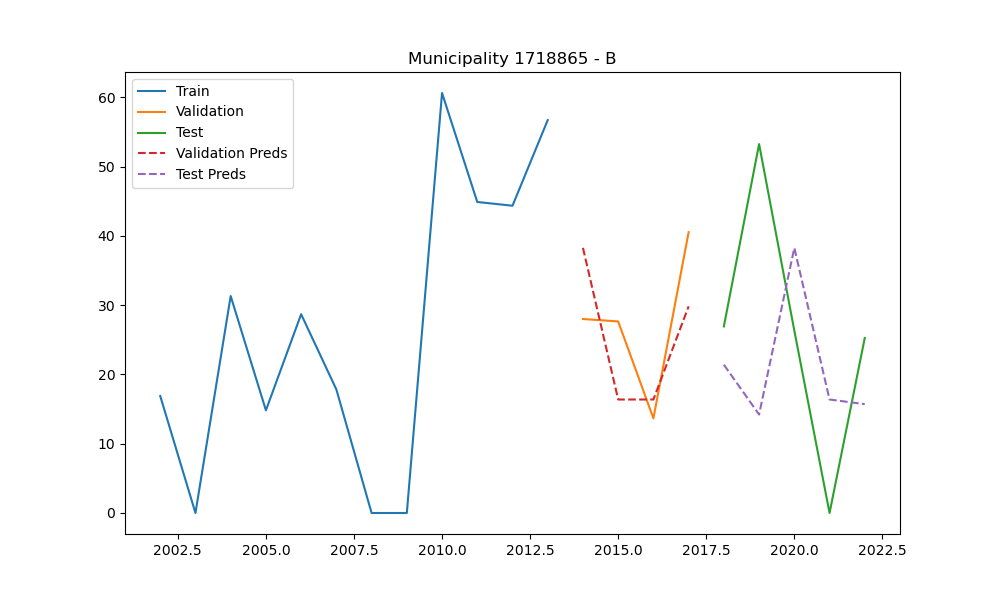 Municipality 1718865 - B
Train
Validation
Test
Validation Preds
Test Preds
60
50
40
30
20
10
0
2002.5 2005.0 2007.5 2010.0 2012.5 2015.0 2017.5 2020.0 2022.5